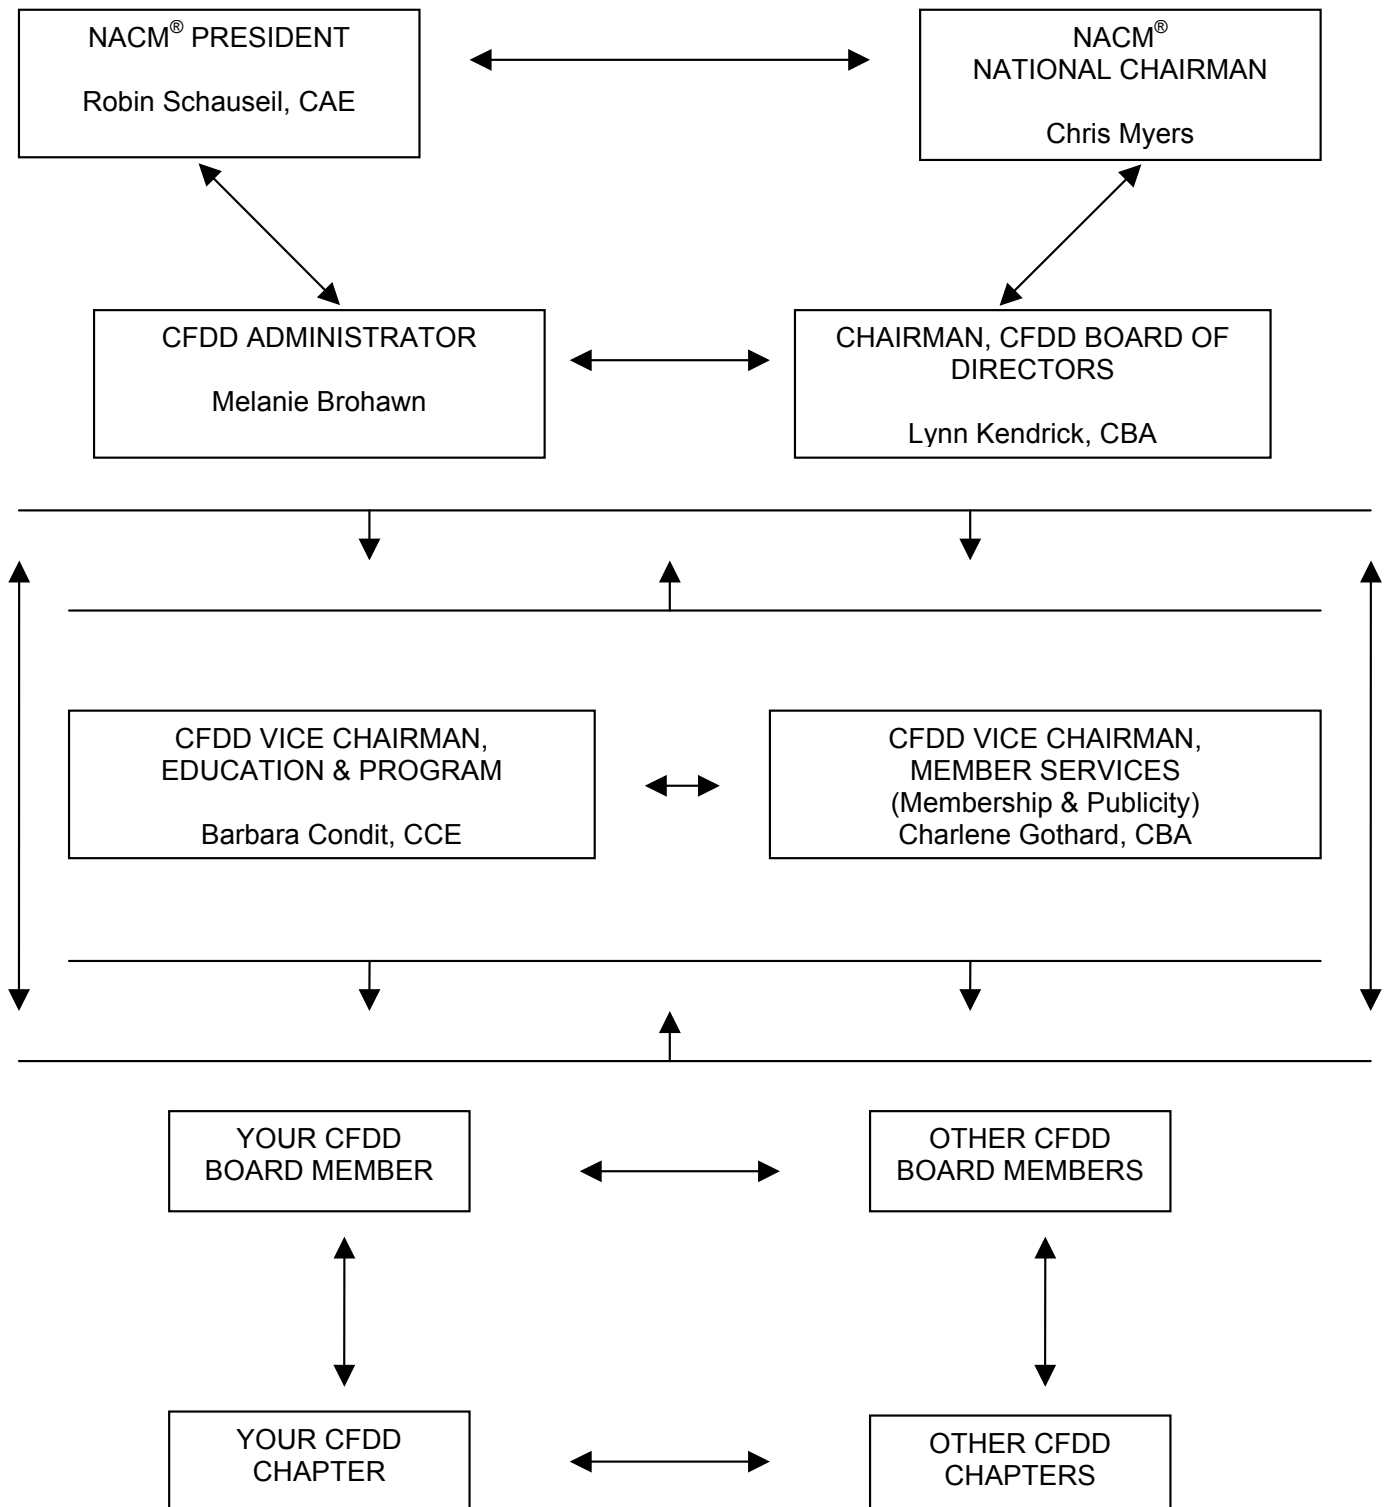 NACM® PRESIDENT
Robin Schauseil, CAE
NACM®
NATIONAL CHAIRMAN
Chris Myers
CFDD ADMINISTRATOR
Melanie Brohawn
CHAIRMAN, CFDD BOARD OF
DIRECTORS
Lynn Kendrick, CBA
CFDD VICE CHAIRMAN,
EDUCATION & PROGRAM
Barbara Condit, CCE
CFDD VICE CHAIRMAN,
MEMBER SERVICES
(Membership & Publicity)
Charlene Gothard, CBA
YOUR CFDD
BOARD MEMBER
OTHER CFDD
BOARD MEMBERS
YOUR CFDD
CHAPTER
OTHER CFDD
CHAPTERS